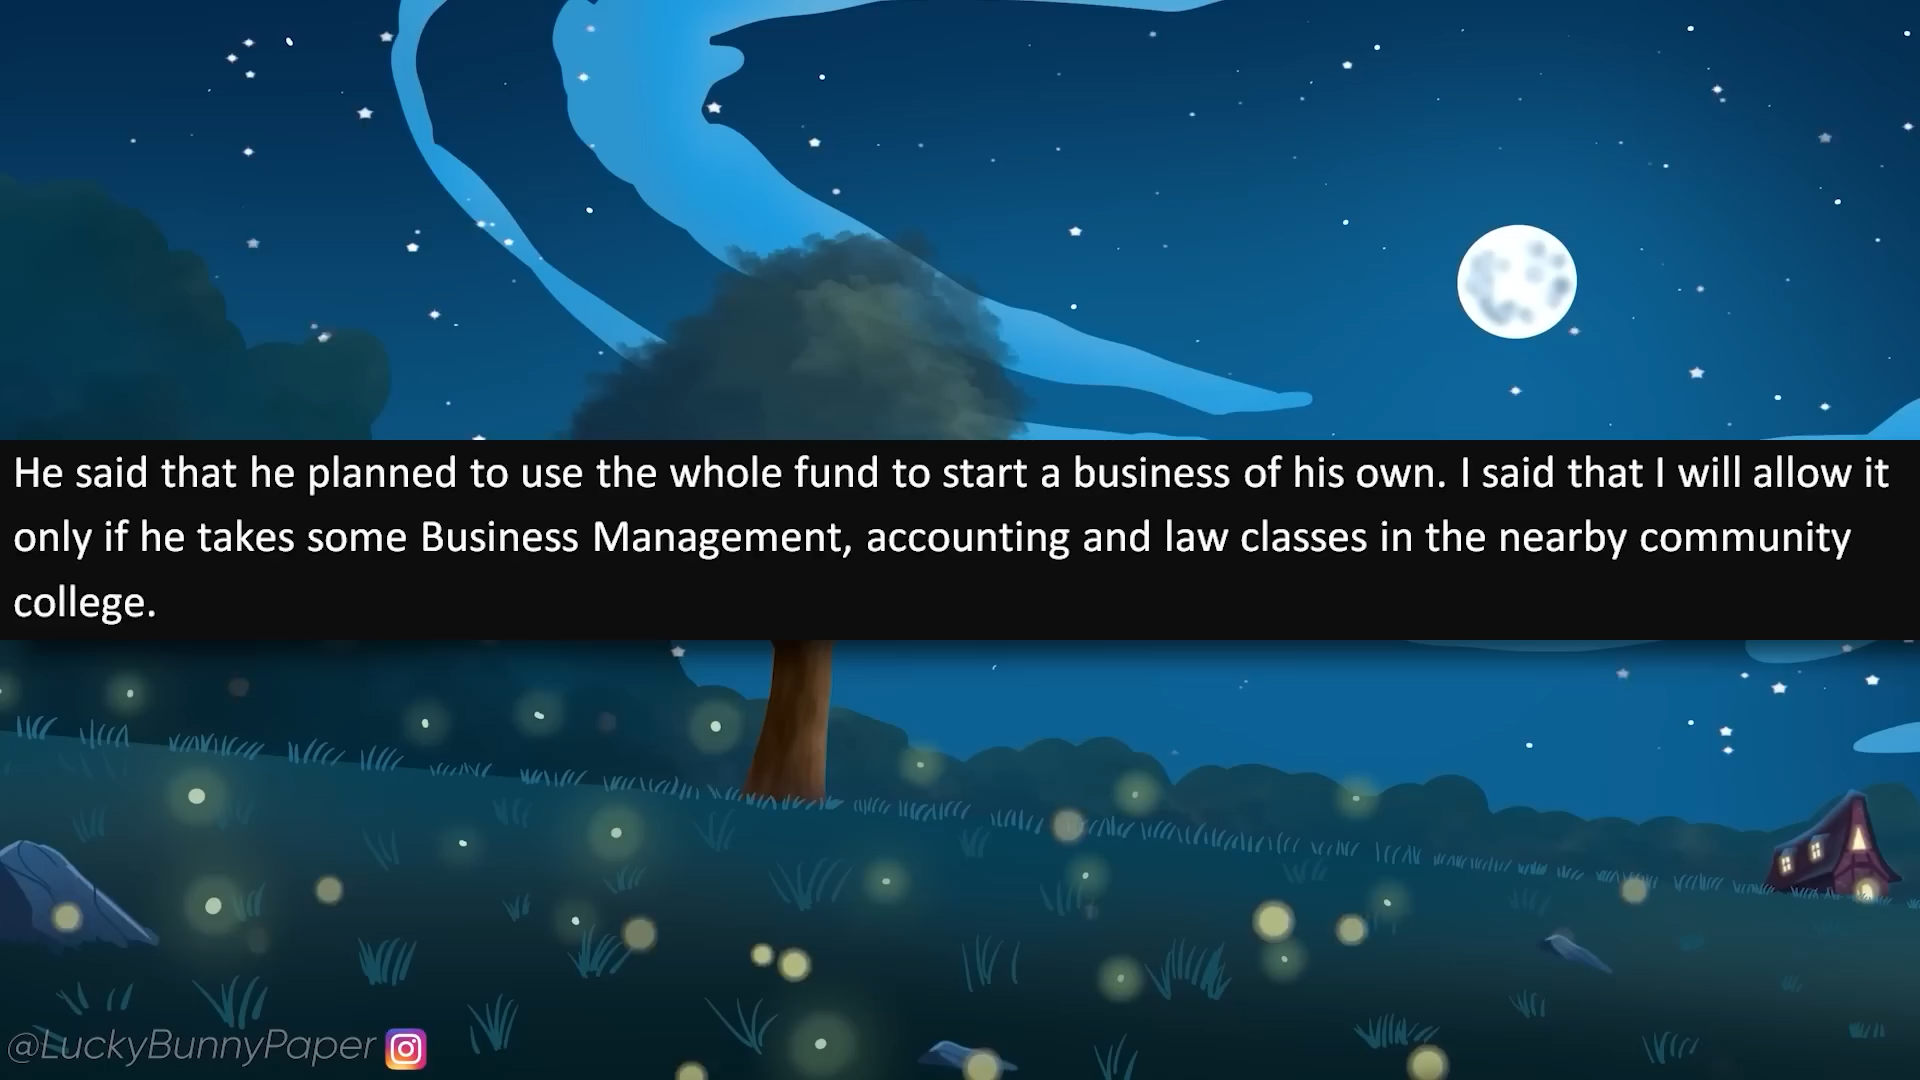 He said that he planned to use the whole fund to start a business of his own. I said that I will allow it
only if he takes some Business Management, accounting and law classes in the nearby community
college.
@LuckyBunnyPaper